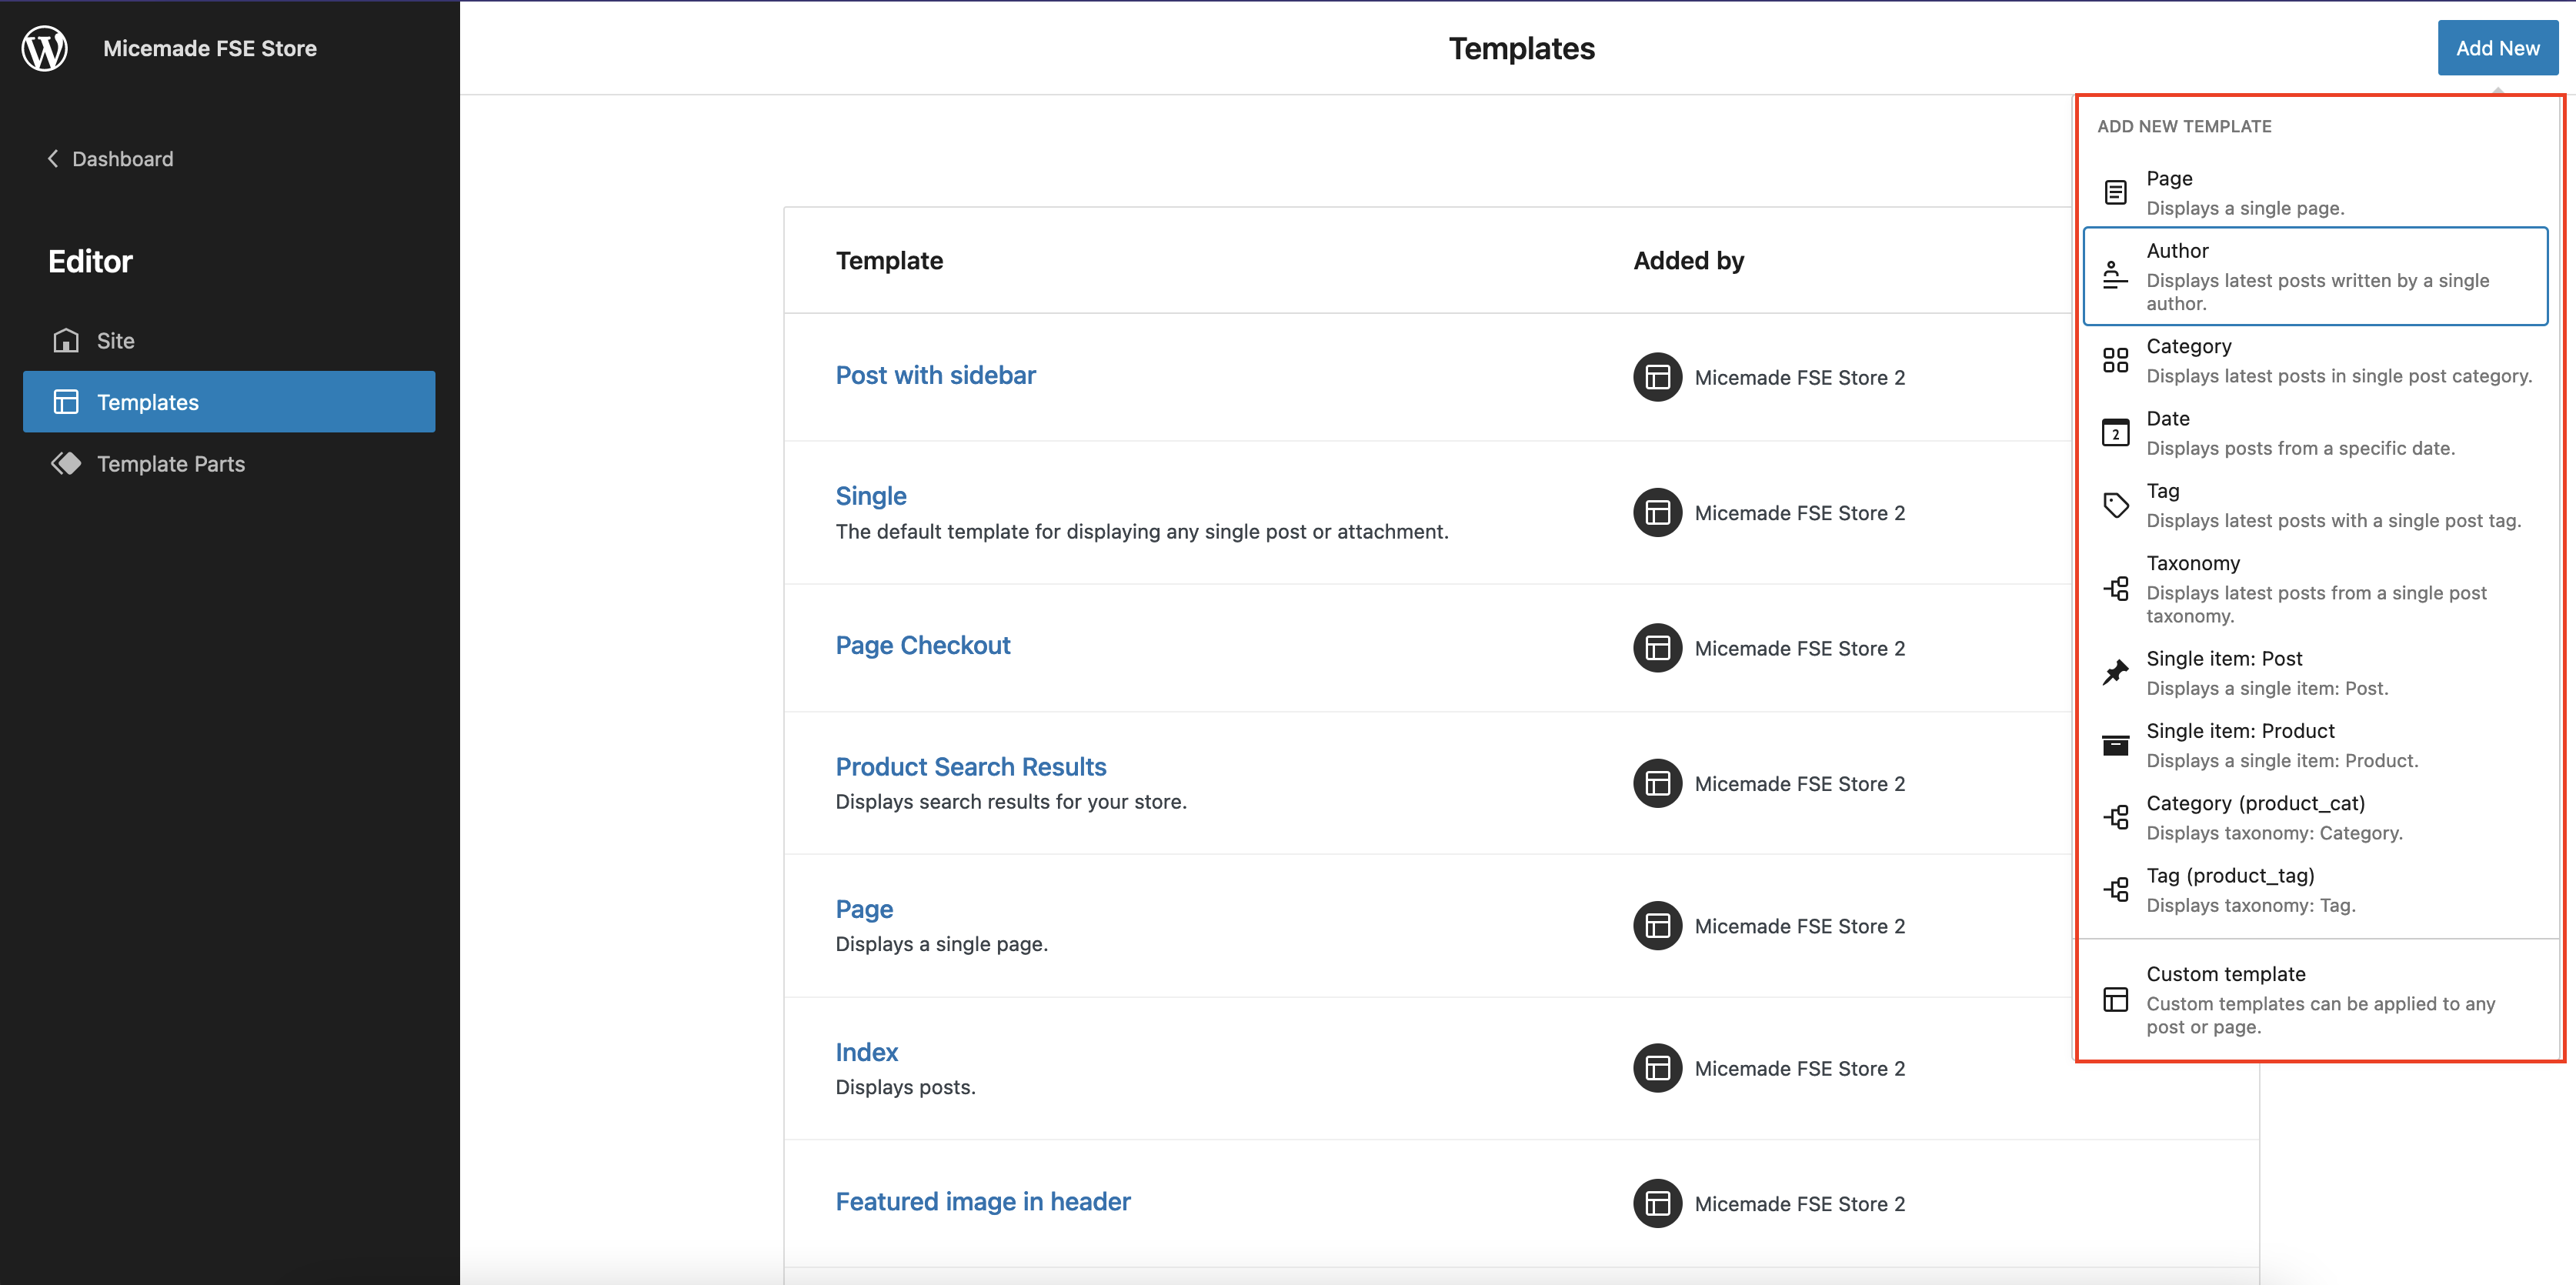 Micemade FSE Store
Templates
Add New
Dashboard
Editor
Site
Templates
Template Parts
Template
Added by
Post with sidebar
Micemade FSE Store 2
Single
The default template for displaying any single post or attachment.
Micemade FSE Store 2
Page Checkout
Micemade FSE Store 2
Product Search Results
Displays search results for your store.
Micemade FSE Store 2
Page
Displays a single page.
Micemade FSE Store 2
Index
Displays posts.
Micemade FSE Store 2
Featured image in header
Micemade FSE Store 2
ADD NEW TEMPLATE
Page
Displays a single page.
Author
Displays latest posts written by a single
author.
Category
Displays latest posts in single post category.
2
Date
Displays posts from a specific date.
Tag
Displays latest posts with a single post tag.
Taxonomy
Displays latest posts from a single post
taxonomy.
Single item: Post
Displays a single item: Post.
Single item: Product
Displays a single item: Product.
Category (product_cat)
Displays taxonomy: Category.
Tag (product_tag)
Displays taxonomy: Tag.
Custom template
Custom templates can be applied to any
post or page.